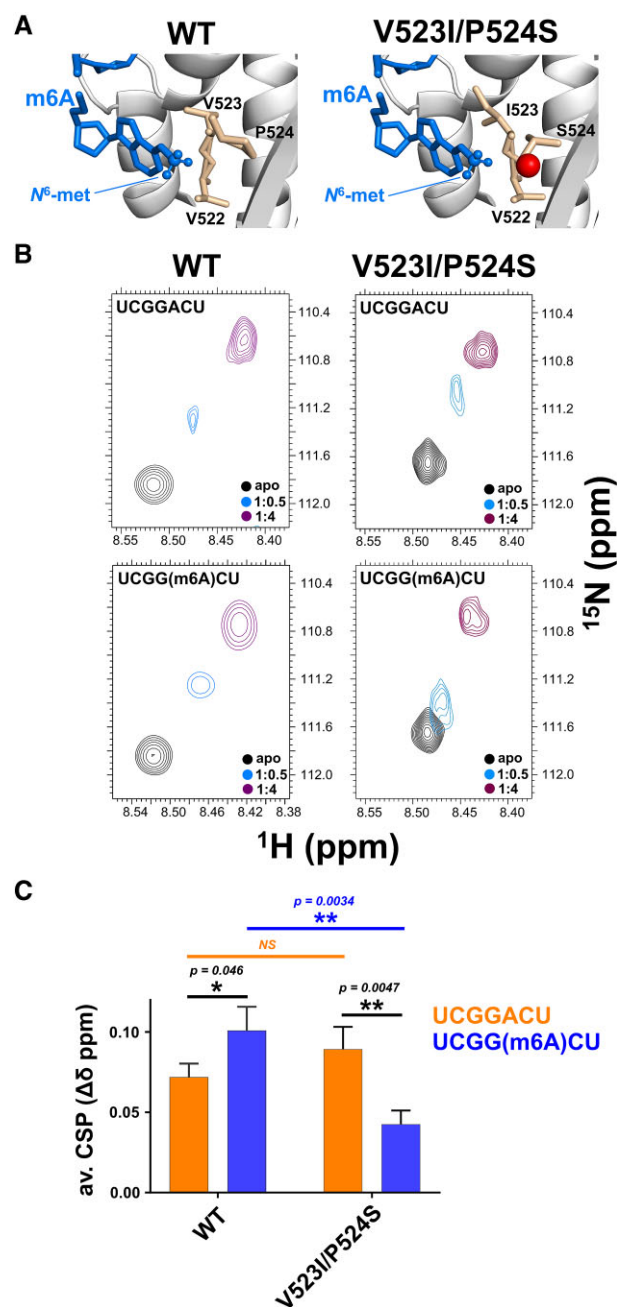 A
WT
V523I/P524S
m6A
V523
P524
N⁶-met
V522
m6A
I523
S524
N⁶-met
V522
B
WT
V523I/P524S
UCGGACU
apo
1:0.5
1:4
8.55 8.50 8.45 8.40
110.4
110.8
111.2
111.6
112.0
UCGGACU
apo
1:0.5
1:4
8.55 8.50 8.45 8.40
110.4
110.8
111.2
111.6
112.0
UCGG(m6A)CU
apo
1:0.5
1:4
8.54 8.50 8.46 8.42 8.38
110.4
110.8
111.2
111.6
112.0
UCGG(m6A)CU
apo
1:0.5
1:4
8.55 8.50 8.45 8.40
110.4
110.8
111.2
111.6
112.0
¹⁵N (ppm)
¹H (ppm)
C
p = 0.0034
**
NS
p = 0.046
*
p = 0.0047
**
UCGGACU
UCGG(m6A)CU
av. CSP (Δδ ppm)
0.10
0.05
0.00
WT
V523I/P524S